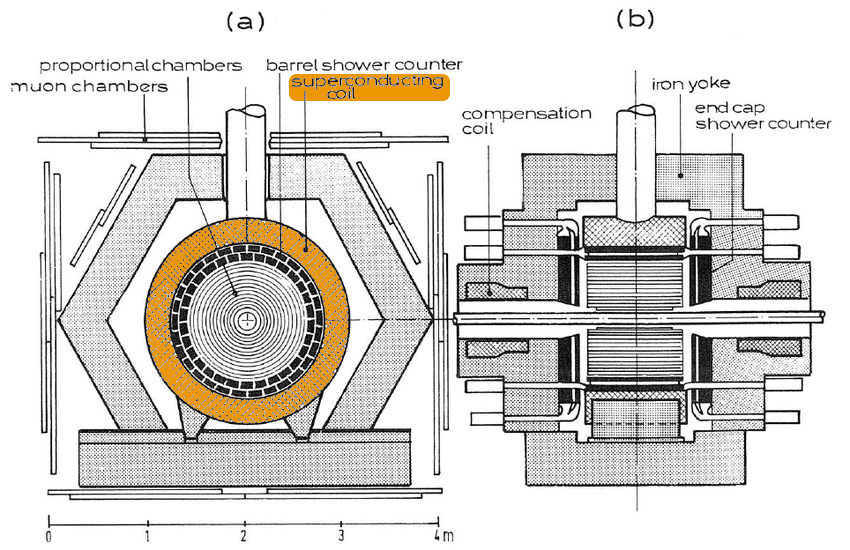 (a)
(b)
proportional chambers
barrel shower counter
muon chambers
superconducting
coil
iron yoke
compensation
coil
end cap
shower counter
0 1 2 3 4 m